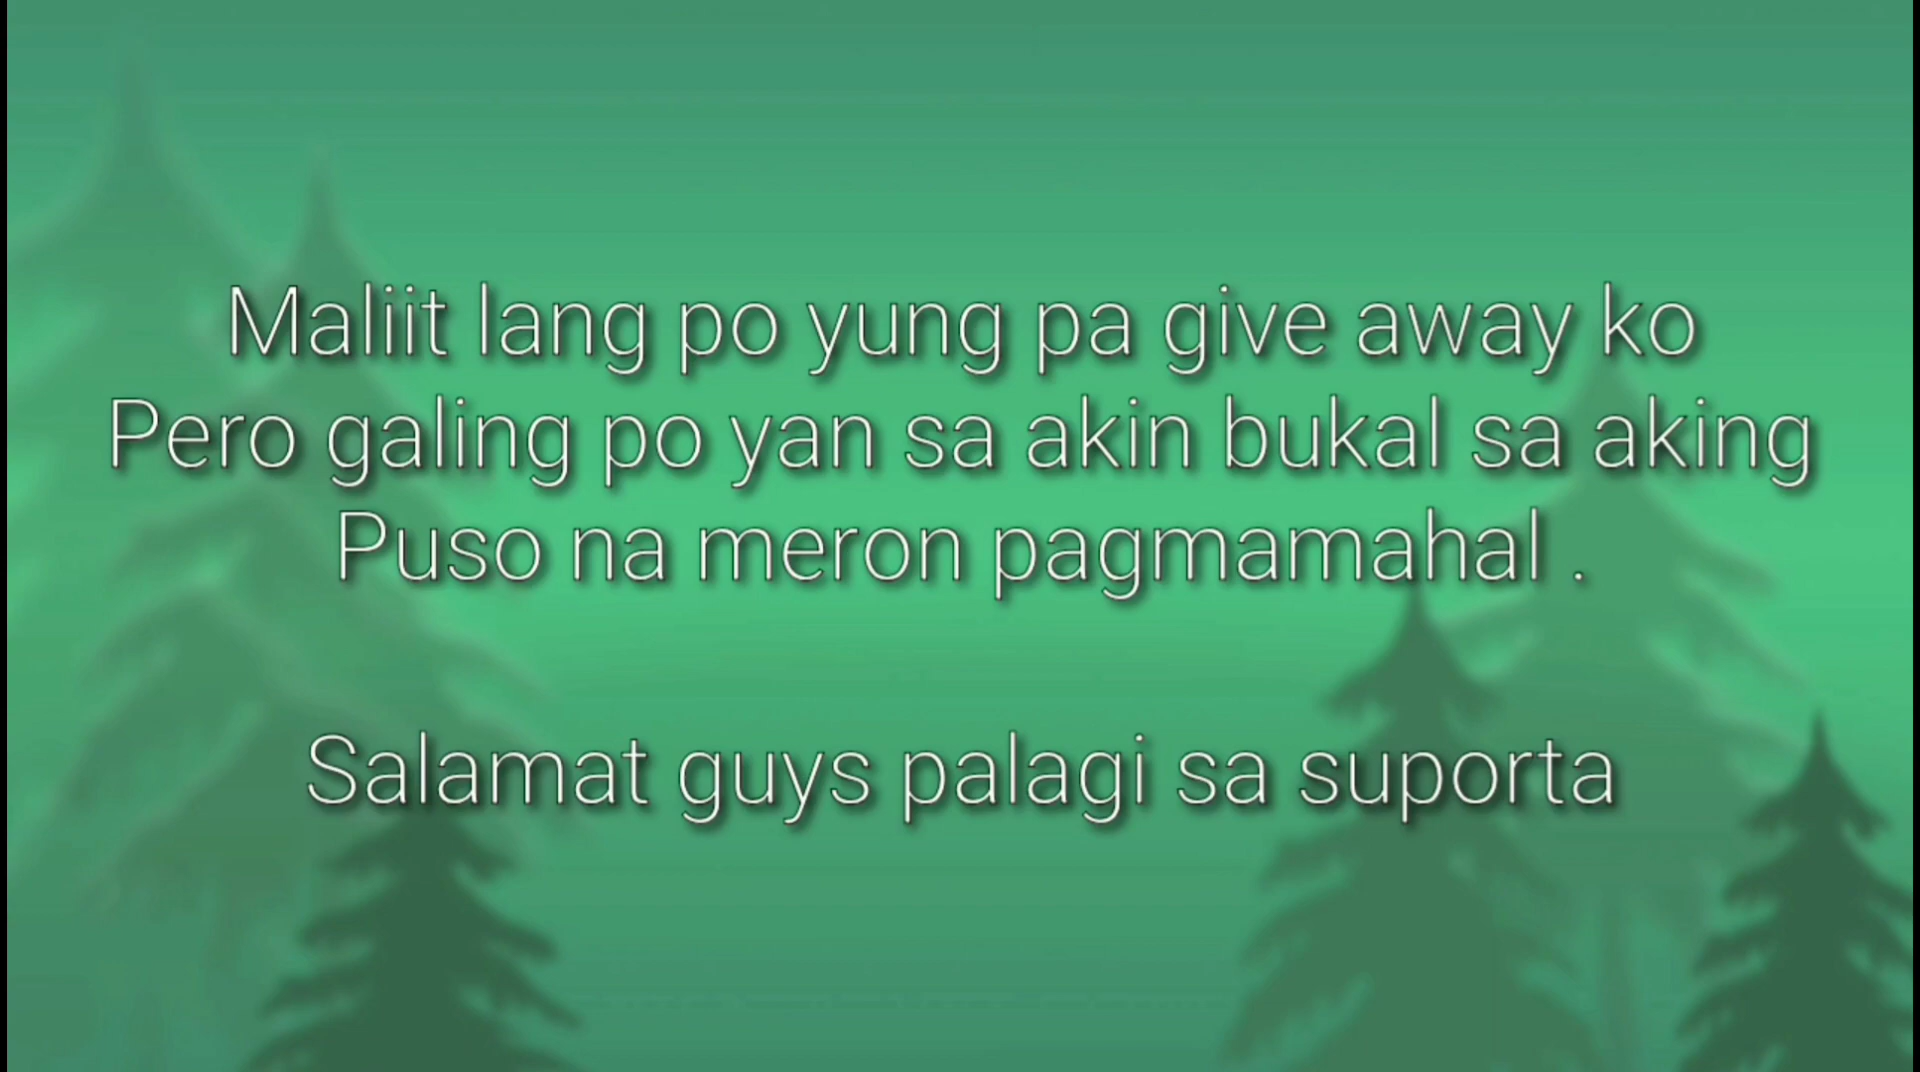 Maliit lang po yung pa give away ko
Pero galing po yan sa akin bukal sa aking
Puso na meron pagmamahal .
Salamat guys palagi sa suporta